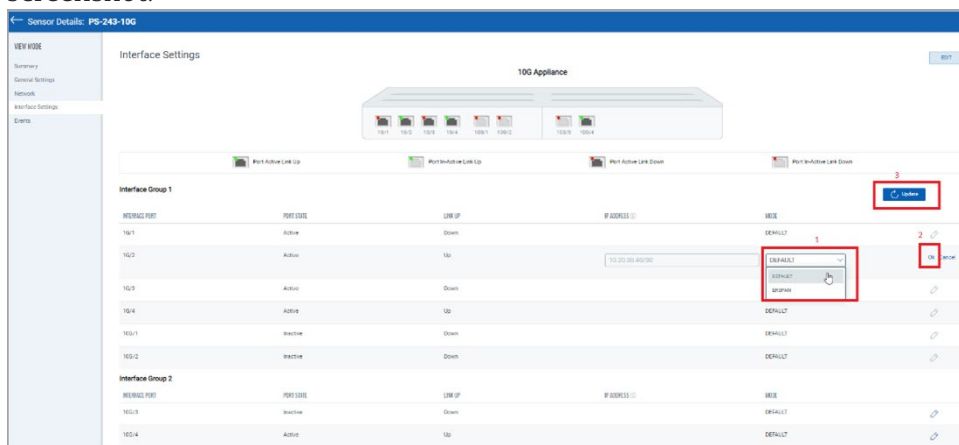 Sensor Details: PS-243-10G
VIEW MODE
Summary
General Settings
Network
Interface Settings
Events
Interface Settings
EDIT
10G Appliance
1G/1 1G/2 1G/3 1G/4 10G/1 10G/2 10G/3 10G/4
Port Active Link Up Port In-Active Link Up Port Active Link Down Port In-Active Link Down
3
Interface Group 1 Update
INTERFACE PORT PORT STATE LINK UP IP ADDRESS MODE
1G/1 Active Down DEFAULT 2
1
1G/2 Active Up 10.20.30.40/30 DEFAULT Ok Cancel
DEFAULT
ERSPAN
1G/3 Active Down
1G/4 Active Up DEFAULT
10G/1 Inactive Down DEFAULT
10G/2 Inactive Down DEFAULT
Interface Group 2
INTERFACE PORT PORT STATE LINK UP IP ADDRESS MODE
10G/3 Inactive Down DEFAULT
10G/4 Active Up DEFAULT